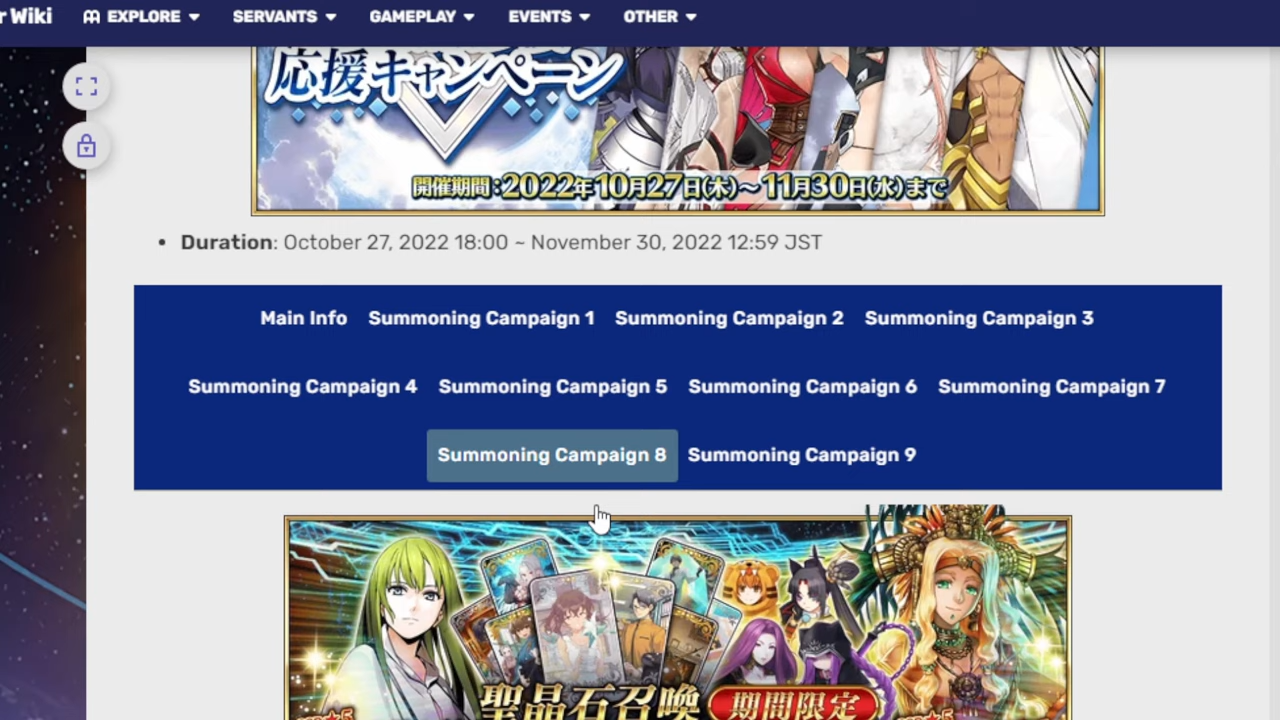 r Wiki EXPLORE SERVANTS GAMEPLAY EVENTS OTHER
応援キャンペーン
開催期間:2022年10月27日(木)~11月30日(水)まで
Duration: October 27, 2022 18:00 ~ November 30, 2022 12:59 JST
Main Info Summoning Campaign 1 Summoning Campaign 2 Summoning Campaign 3
Summoning Campaign 4 Summoning Campaign 5 Summoning Campaign 6 Summoning Campaign 7
Summoning Campaign 8 Summoning Campaign 9
聖晶石召喚 期間限定